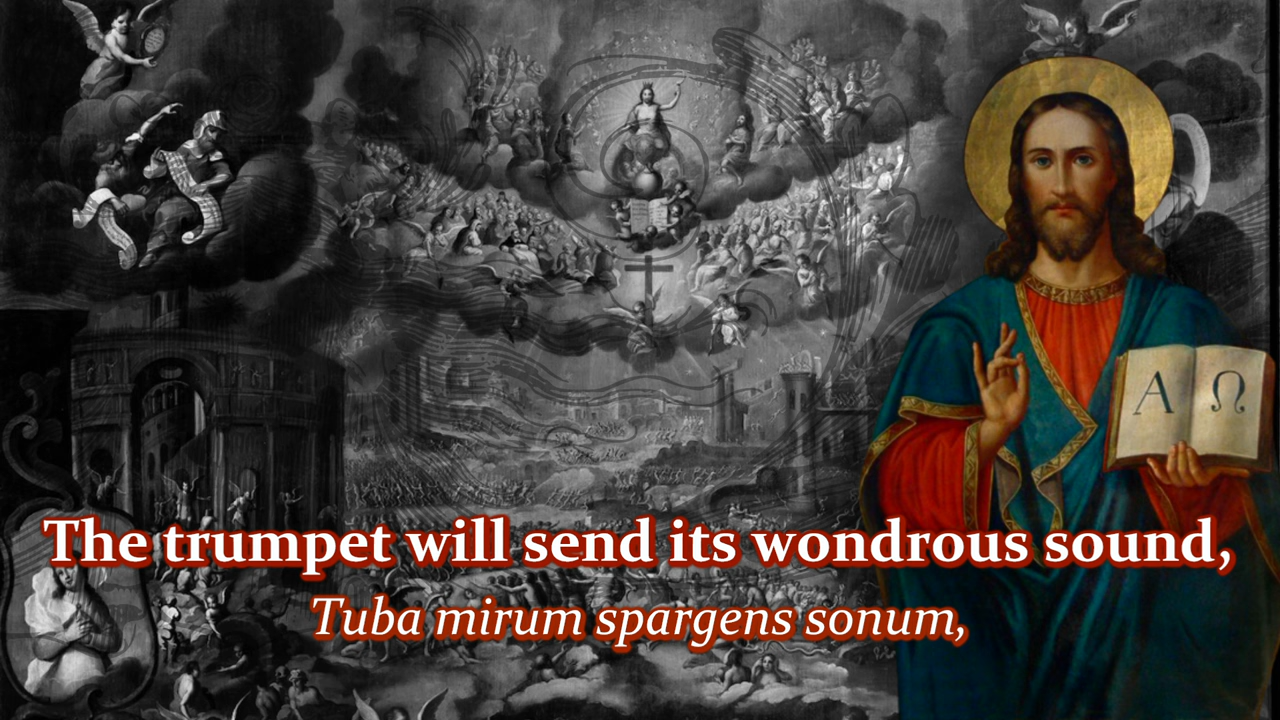 Α Ω
The trumpet will send its wondrous sound,
Tuba mirum spargens sonum,